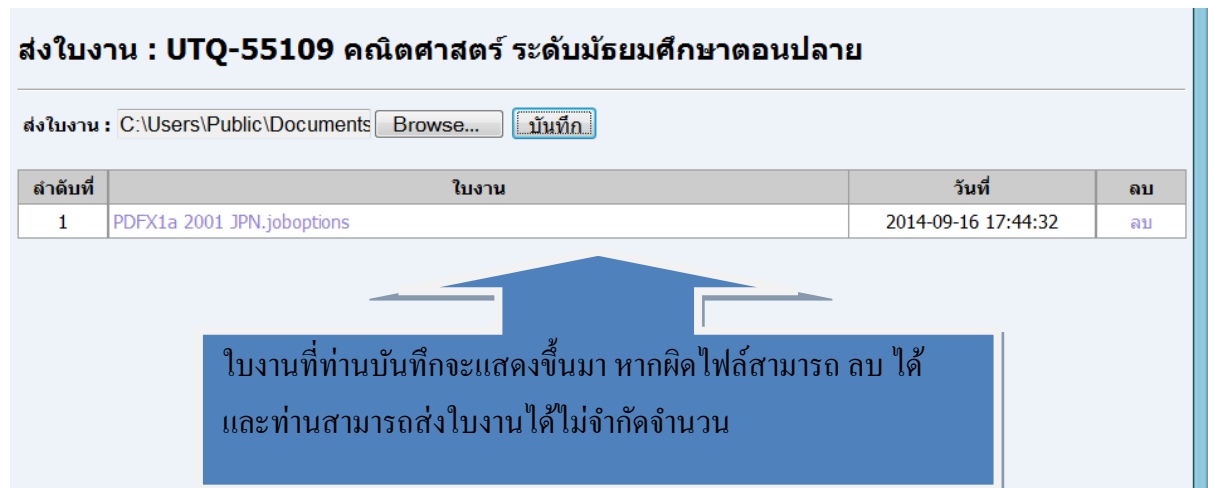 ส่งใบงาน : UTQ-55109 คณิตศาสตร์ ระดับมัธยมศึกษาตอนปลาย
ส่งใบงาน : C:\Users\Public\Documents Browse... บันทึก
ลำดับที่ ใบงาน วันที่ ลบ
1 PDFX1a 2001 JPN.joboptions 2014-09-16 17:44:32 ลบ
ใบงานที่ท่านบันทึกจะแสดงขึ้นมา หากผิดไฟล์สามารถ ลบ ได้
และท่านสามารถส่งใบงานได้ไม่จำกัดจำนวน